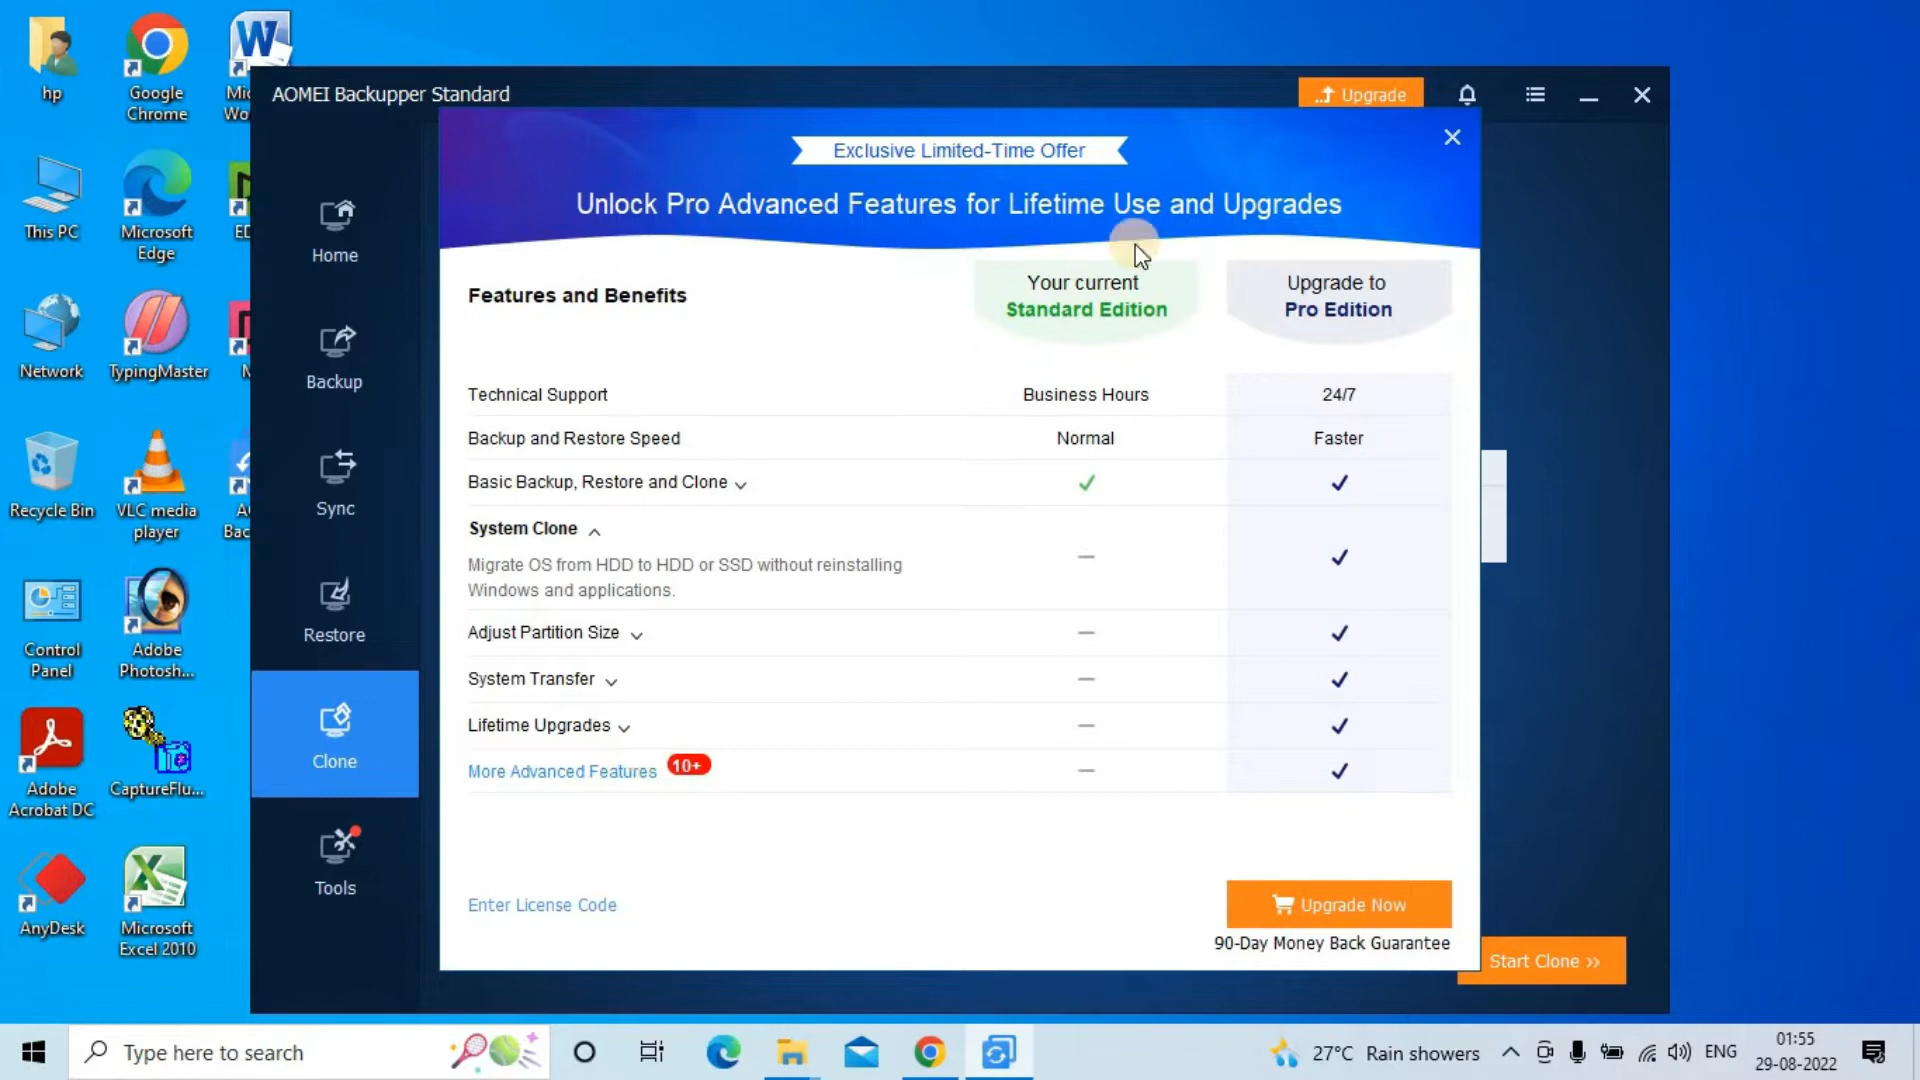 hp
Google
Chrome
This PC
Microsoft
Edge
Network
TypingMaster
Recycle Bin
VLC media
player
Control
Panel
Adobe
Photosh...
Adobe
Acrobat DC
CaptureFlu...
AnyDesk
Microsoft
Excel 2010
AOMEI Backupper Standard
Upgrade
Home
Backup
Sync
Restore
Clone
Tools
Exclusive Limited-Time Offer
Unlock Pro Advanced Features for Lifetime Use and Upgrades
Features and Benefits
Your current
Standard Edition
Upgrade to
Pro Edition
Technical Support Business Hours 24/7
Backup and Restore Speed Normal Faster
Basic Backup, Restore and Clone
System Clone
Migrate OS from HDD to HDD or SSD without reinstalling
Windows and applications.
Adjust Partition Size
System Transfer
Lifetime Upgrades
More Advanced Features 10+
Enter License Code
Upgrade Now
90-Day Money Back Guarantee
Start Clone >>
Type here to search
27°C Rain showers
ENG
01:55
29-08-2022